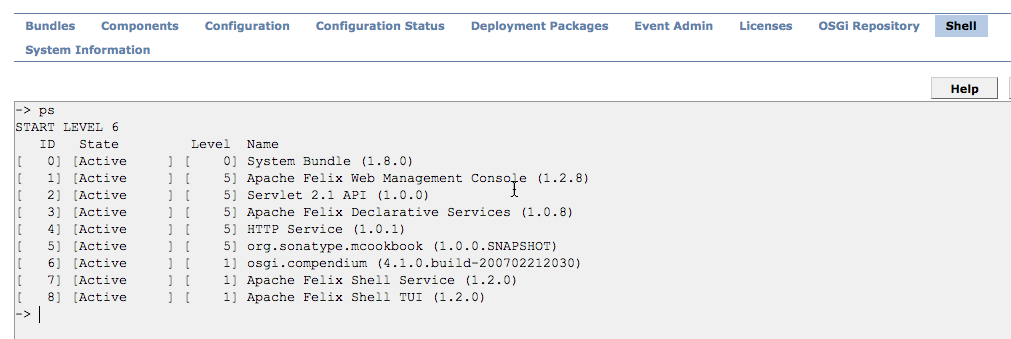 Bundles Components Configuration Configuration Status Deployment Packages Event Admin Licenses OSGi Repository Shell
System Information
Help
-> ps
START LEVEL 6
   ID   State         Level  Name
[   0] [Active     ] [    0] System Bundle (1.8.0)
[   1] [Active     ] [    5] Apache Felix Web Management Console (1.2.8)
[   2] [Active     ] [    5] Servlet 2.1 API (1.0.0)
[   3] [Active     ] [    5] Apache Felix Declarative Services (1.0.8)
[   4] [Active     ] [    5] HTTP Service (1.0.1)
[   5] [Active     ] [    5] org.sonatype.mcookbook (1.0.0.SNAPSHOT)
[   6] [Active     ] [    1] osgi.compendium (4.1.0.build-200702212030)
[   7] [Active     ] [    1] Apache Felix Shell Service (1.2.0)
[   8] [Active     ] [    1] Apache Felix Shell TUI (1.2.0)
->